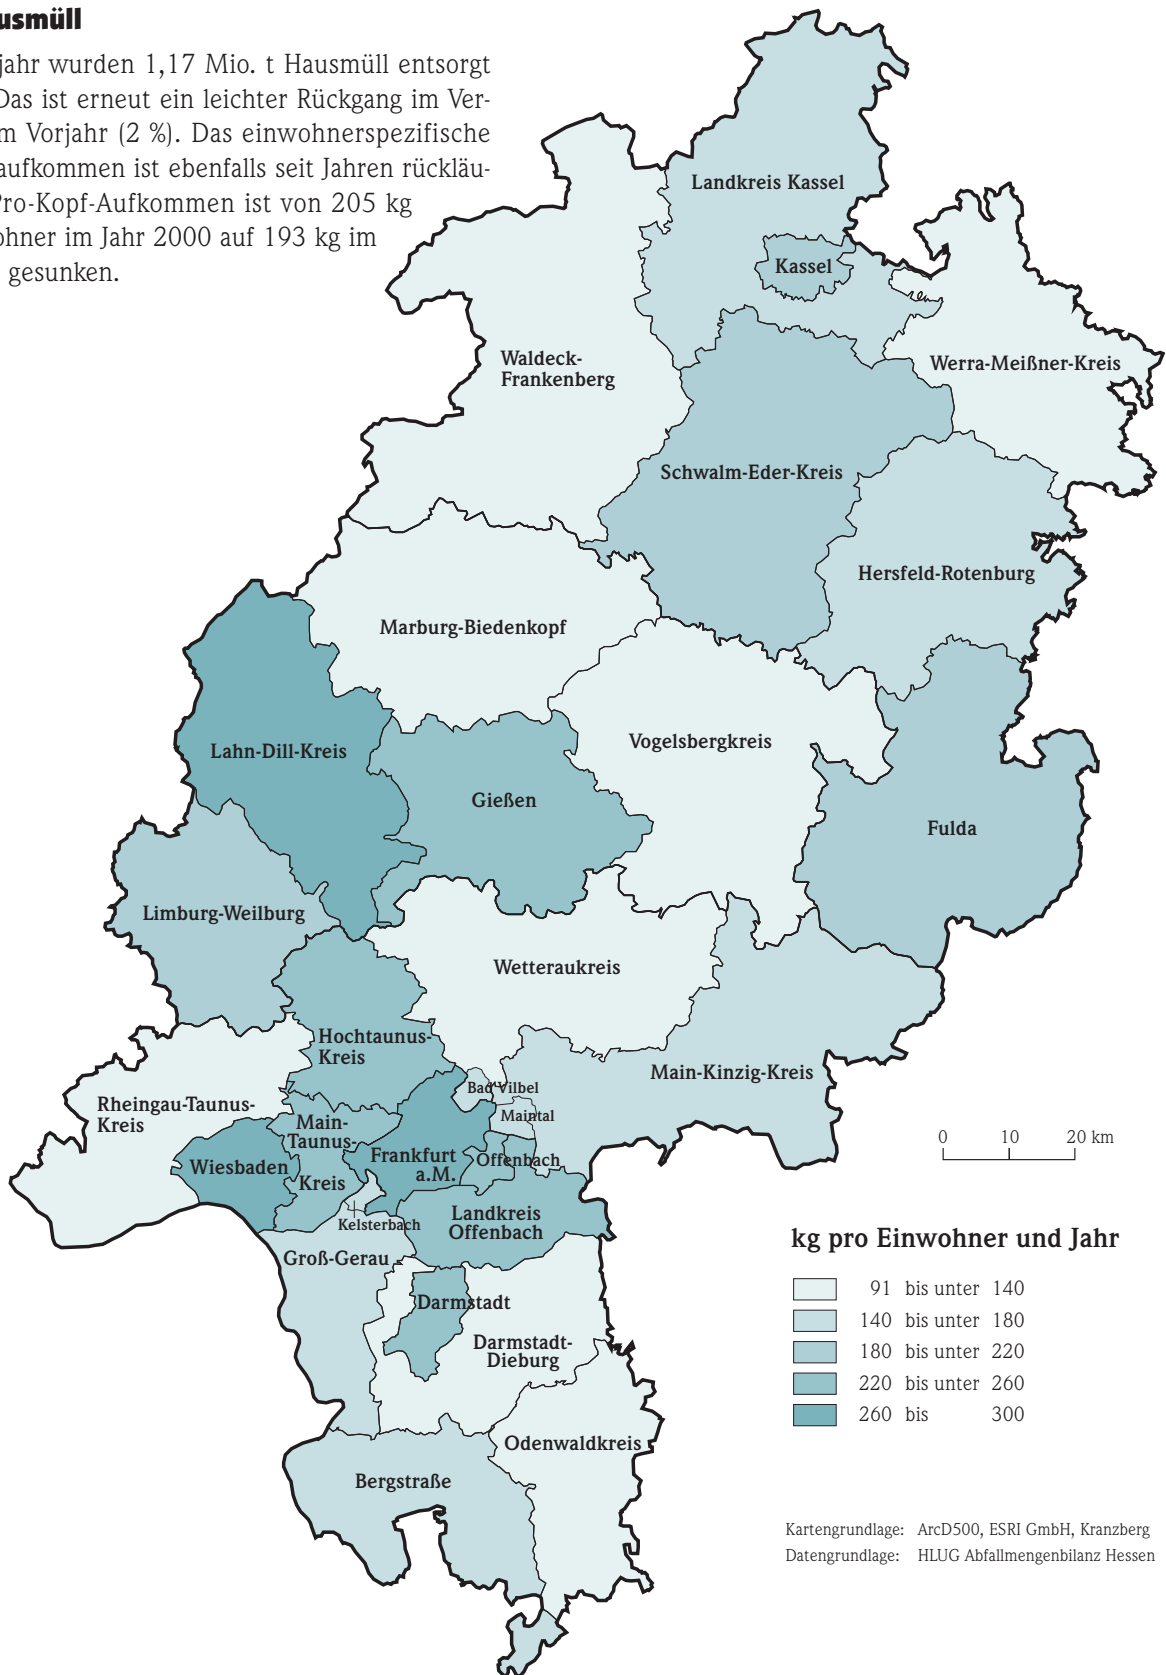 usmüll
jahr wurden 1,17 Mio. t Hausmüll entsorgt
Das ist erneut ein leichter Rückgang im Ver-
m Vorjahr (2 %). Das einwohnerspezifische
aufkommen ist ebenfalls seit Jahren rückläu-
Pro-Kopf-Aufkommen ist von 205 kg
ohner im Jahr 2000 auf 193 kg im
gesunken.
Landkreis Kassel
Kassel
Waldeck-
Frankenberg
Werra-Meißner-Kreis
Schwalm-Eder-Kreis
Hersfeld-Rotenburg
Marburg-Biedenkopf
Lahn-Dill-Kreis
Vogelsbergkreis
Gießen
Fulda
Limburg-Weilburg
Wetteraukreis
Hochtaunus-
Kreis
Main-Kinzig-Kreis
Bad Vilbel
Rheingau-Taunus-
Kreis
Maintal
Main-
Taunus-
Kreis
Wiesbaden
Frankfurt
a.M.
Offenbach
Kelsterbach
Landkreis
Offenbach
Groß-Gerau
Darmstadt
Darmstadt-
Dieburg
Odenwaldkreis
Bergstraße
0 10 20 km
kg pro Einwohner und Jahr
91 bis unter 140
140 bis unter 180
180 bis unter 220
220 bis unter 260
260 bis 300
Kartengrundlage: ArcD500, ESRI GmbH, Kranzberg
Datengrundlage: HLUG Abfallmengenbilanz Hessen